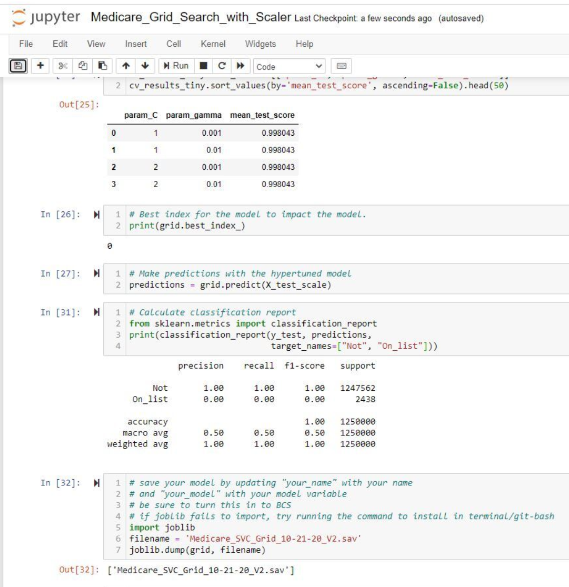 jupyter Medicare_Grid_Search_with_Scaler Last Checkpoint: a few seconds ago (autosaved)
File Edit View Insert Cell Kernel Widgets Help
Run Code
2 cv_results_tiny.sort_values(by='mean_test_score', ascending=False).head(50)
Out[25]:
param_C param_gamma mean_test_score
0 1 0.001 0.998043
1 1 0.01 0.998043
2 2 0.001 0.998043
3 2 0.01 0.998043
In [26]: 1 # Best index for the model to impact the model.
2 print(grid.best_index_)
0
In [27]: 1 # Make predictions with the hypertuned model
2 predictions = grid.predict(X_test_scale)
In [31]: 1 # Calculate classification report
2 from sklearn.metrics import classification_report
3 print(classification_report(y_test, predictions,
4 target_names=["Not", "On_list"]))
precision recall f1-score support
Not 1.00 1.00 1.00 1247562
On_list 0.00 0.00 0.00 2438
accuracy 1.00 1250000
macro avg 0.50 0.50 0.50 1250000
weighted avg 1.00 1.00 1.00 1250000
In [32]: 1 # save your model by updating "your_name" with your name
2 # and "your_model" with your model variable
3 # be sure to turn this in to BCS
4 # if joblib fails to import, try running the command to install in terminal/git-bash
5 import joblib
6 filename = 'Medicare_SVC_Grid_10-21-20_V2.sav'
7 joblib.dump(grid, filename)
Out[32]: ['Medicare_SVC_Grid_10-21-20_V2.sav']